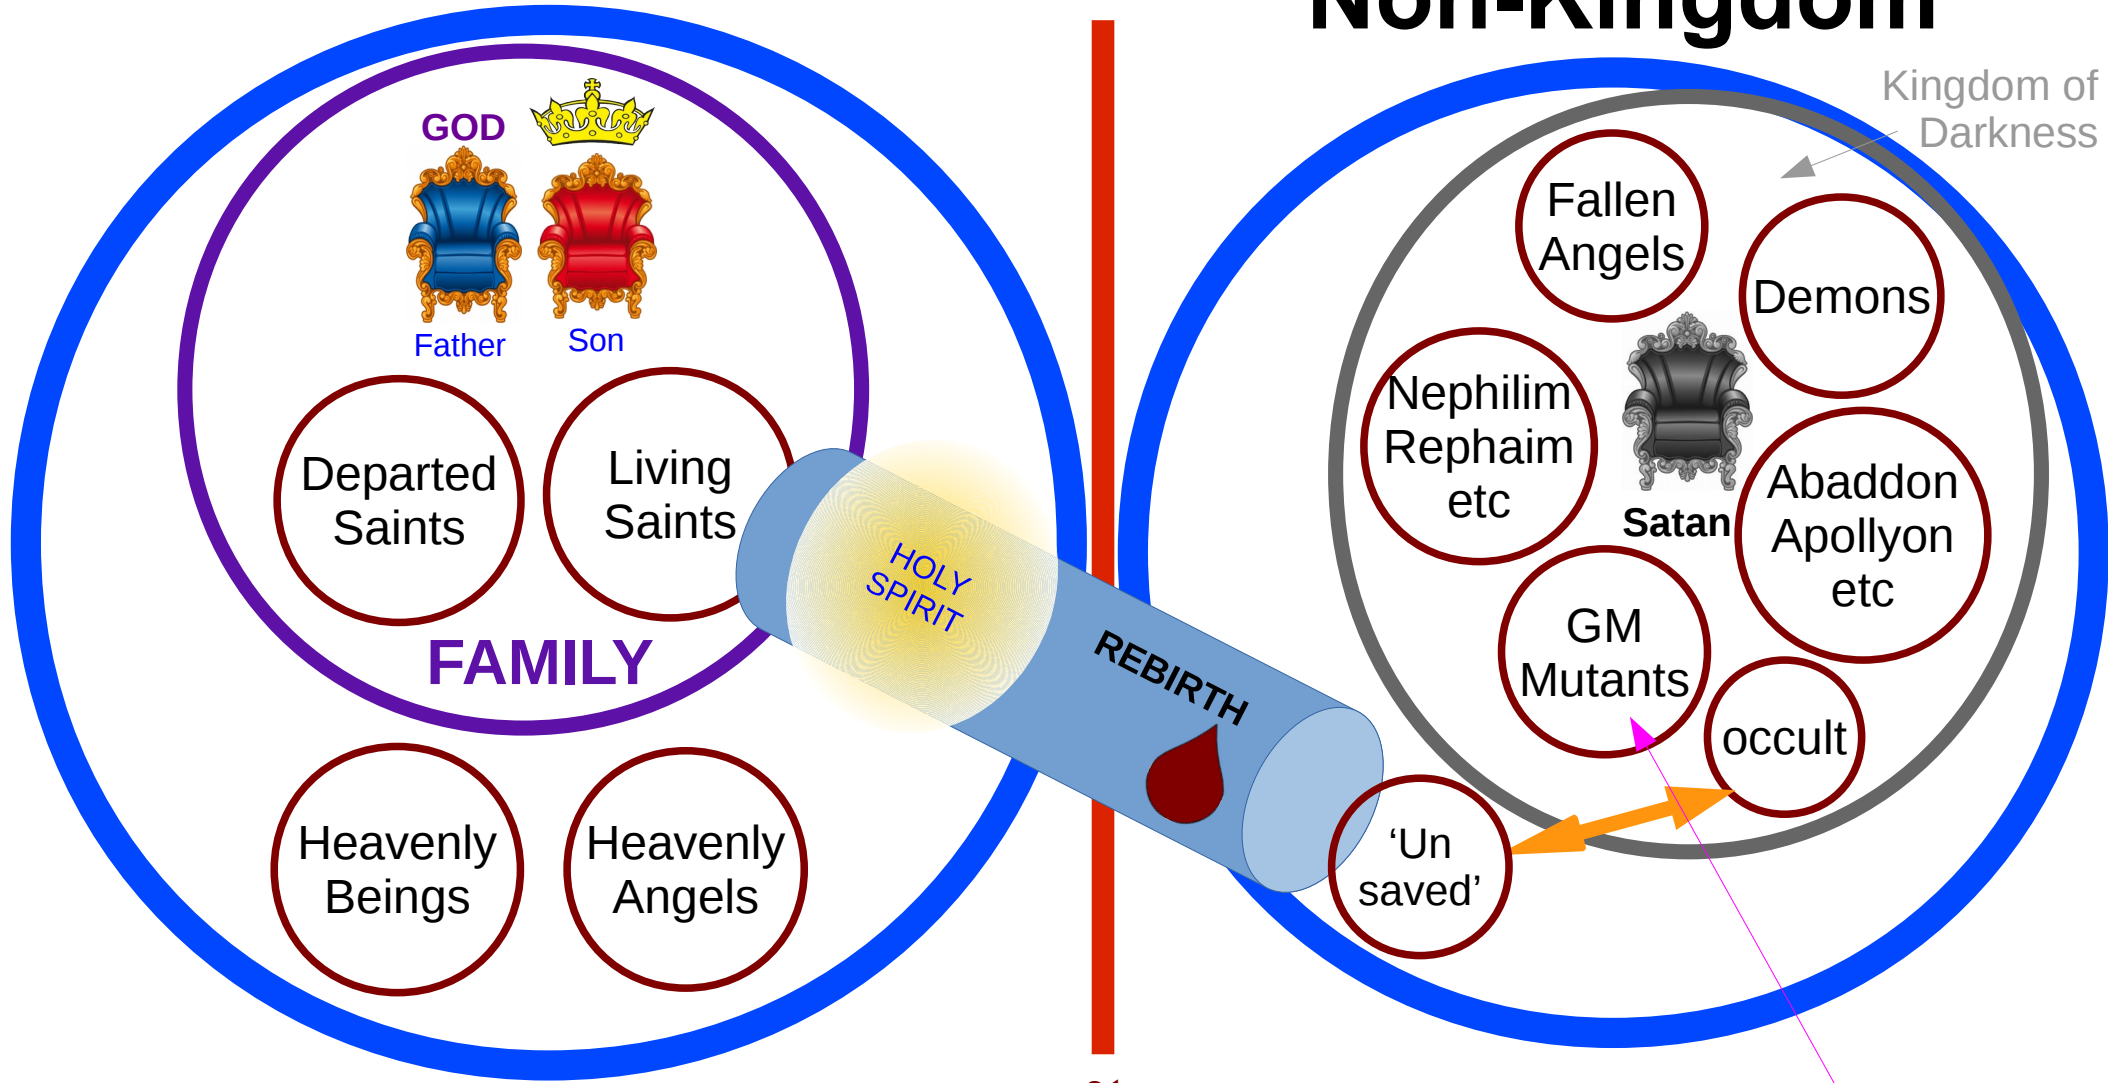 Non-Kingdom
GOD
Father
Son
Departed
Saints
Living
Saints
FAMILY
Heavenly
Beings
Heavenly
Angels
HOLY
SPIRIT
REBIRTH
Kingdom of
Darkness
Fallen
Angels
Demons
Nephilim
Rephaim
etc
Satan
Abaddon
Apollyon
etc
GM
Mutants
occult
‘Un
saved’